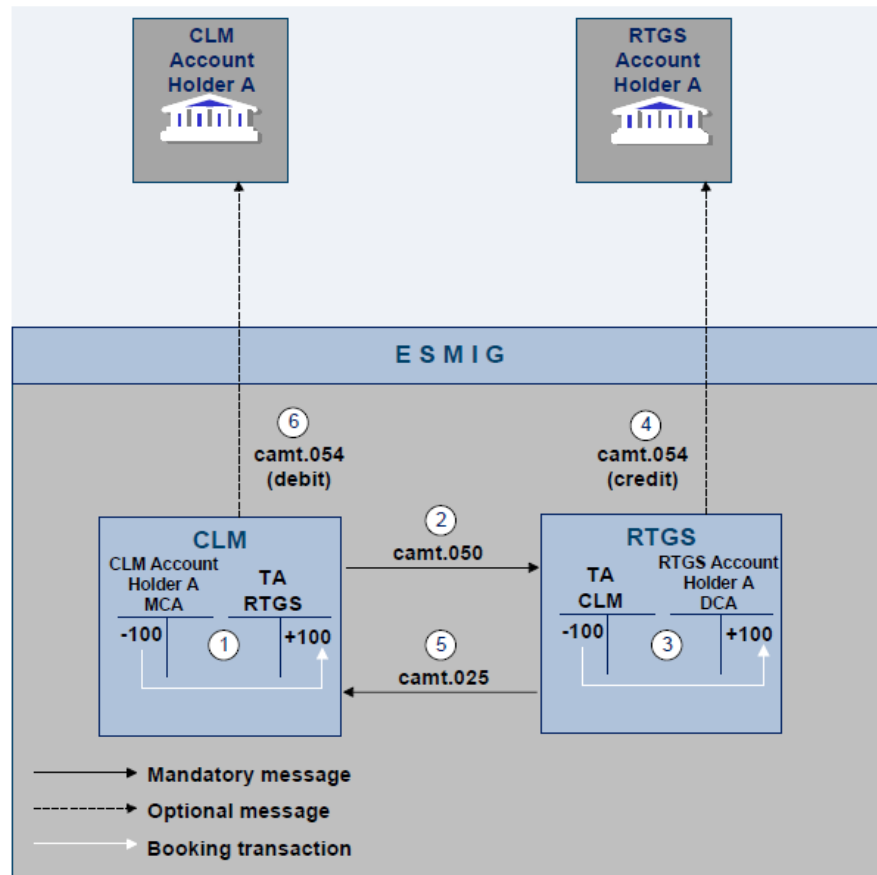 CLM
Account
Holder A
RTGS
Account
Holder A
E S M I G
6
camt.054
(debit)
4
camt.054
(credit)
2
camt.050
CLM
CLM Account
Holder A
MCA
TA
RTGS
-100
+100
1
5
camt.025
RTGS
TA
CLM
RTGS Account
Holder A
DCA
-100
+100
3
Mandatory message
Optional message
Booking transaction